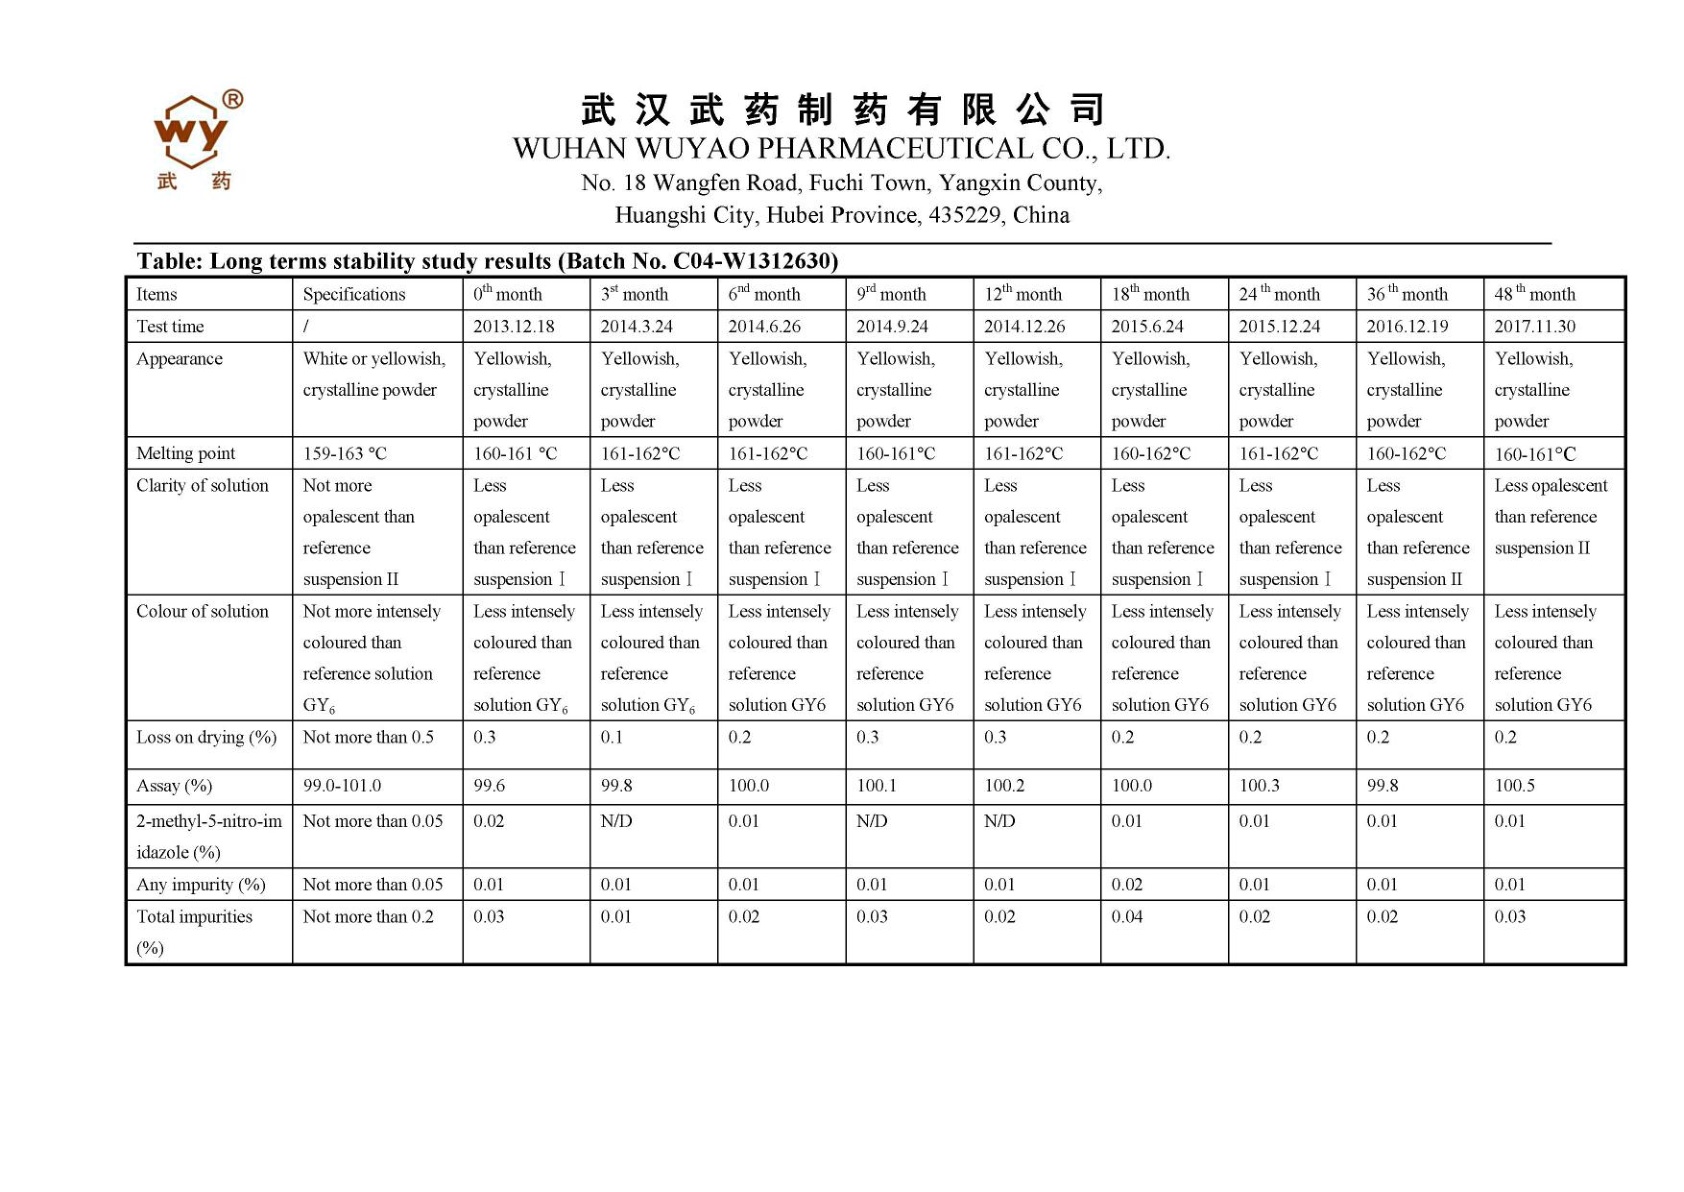 wy®
武 药
武汉武药制药有限公司
WUHAN WUYAO PHARMACEUTICAL CO., LTD.
No. 18 Wangfen Road, Fuchi Town, Yangxin County,
Huangshi City, Hubei Province, 435229, China
Table: Long terms stability study results (Batch No. C04-W1312630)
Items Specifications 0th month 3st month 6nd month 9rd month 12th month 18th month 24 th month 36 th month 48 th month
Test time / 2013.12.18 2014.3.24 2014.6.26 2014.9.24 2014.12.26 2015.6.24 2015.12.24 2016.12.19 2017.11.30
Appearance White or yellowish, Yellowish, Yellowish, Yellowish, Yellowish, Yellowish, Yellowish, Yellowish, Yellowish, Yellowish,
crystalline powder crystalline crystalline crystalline crystalline crystalline crystalline crystalline crystalline crystalline
powder powder powder powder powder powder powder powder powder
Melting point 159-163 °C 160-161 °C 161-162°C 161-162°C 160-161°C 161-162°C 160-162°C 161-162°C 160-162°C 160-161°C
Clarity of solution Not more Less Less Less Less Less Less Less Less Less opalescent
opalescent than opalescent opalescent opalescent opalescent opalescent opalescent opalescent opalescent than reference
reference than reference than reference than reference than reference than reference than reference than reference than reference suspension II
suspension II suspension I suspension I suspension I suspension I suspension I suspension I suspension I suspension II
Colour of solution Not more intensely Less intensely Less intensely Less intensely Less intensely Less intensely Less intensely Less intensely Less intensely Less intensely
coloured than coloured than coloured than coloured than coloured than coloured than coloured than coloured than coloured than coloured than
reference solution reference reference reference reference reference reference reference reference reference
GY6 solution GY6 solution GY6 solution GY6 solution GY6 solution GY6 solution GY6 solution GY6 solution GY6 solution GY6
Loss on drying (%) Not more than 0.5 0.3 0.1 0.2 0.3 0.3 0.2 0.2 0.2 0.2
Assay (%) 99.0-101.0 99.6 99.8 100.0 100.1 100.2 100.0 100.3 99.8 100.5
2-methyl-5-nitro-im Not more than 0.05 0.02 N/D 0.01 N/D N/D 0.01 0.01 0.01 0.01
idazole (%)
Any impurity (%) Not more than 0.05 0.01 0.01 0.01 0.01 0.01 0.02 0.01 0.01 0.01
Total impurities Not more than 0.2 0.03 0.01 0.02 0.03 0.02 0.04 0.02 0.02 0.03
(%)